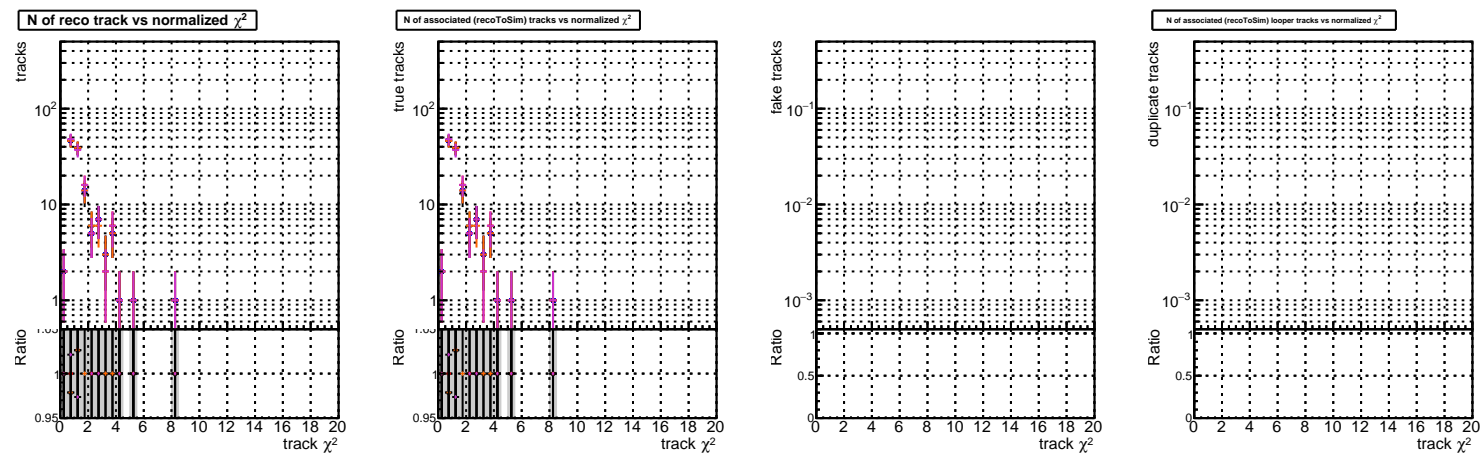 N of reco track vs normalized χ²
tracks
10²
10
1
Ratio
1.05
1
0.95
0 2 4 6 8 10 12 14 16 18 20
track χ²
N of associated (recoToSim) tracks vs normalized χ²
true tracks
10²
10
1
Ratio
1.05
1
0.95
0 2 4 6 8 10 12 14 16 18 20
track χ²
fake tracks
10⁻¹
10⁻²
10⁻³
Ratio
1
0.5
0
0 2 4 6 8 10 12 14 16 18 20
track χ²
N of associated (recoToSim) looper tracks vs normalized χ²
duplicate tracks
10⁻¹
10⁻²
10⁻³
Ratio
1
0.5
0
0 2 4 6 8 10 12 14 16 18 20
track χ²